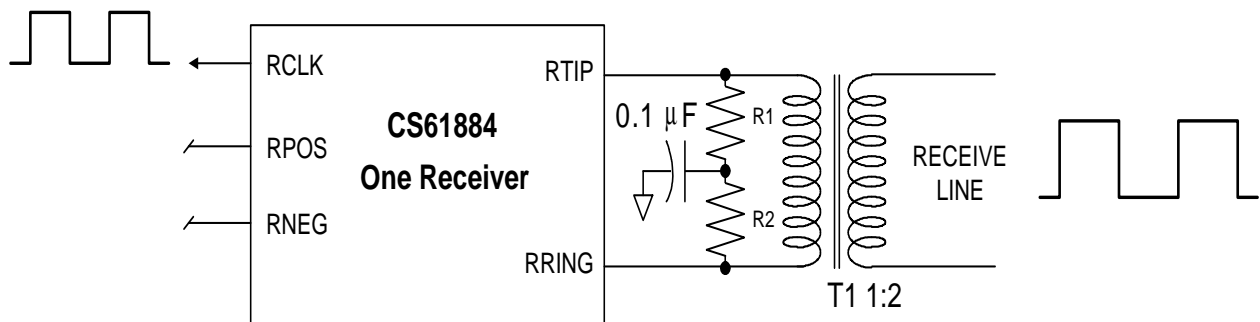 RCLK
RTIP
0.1 μF
R1
CS61884
One Receiver
RPOS
RECEIVE
LINE
RNEG
R2
RRING
T1 1:2